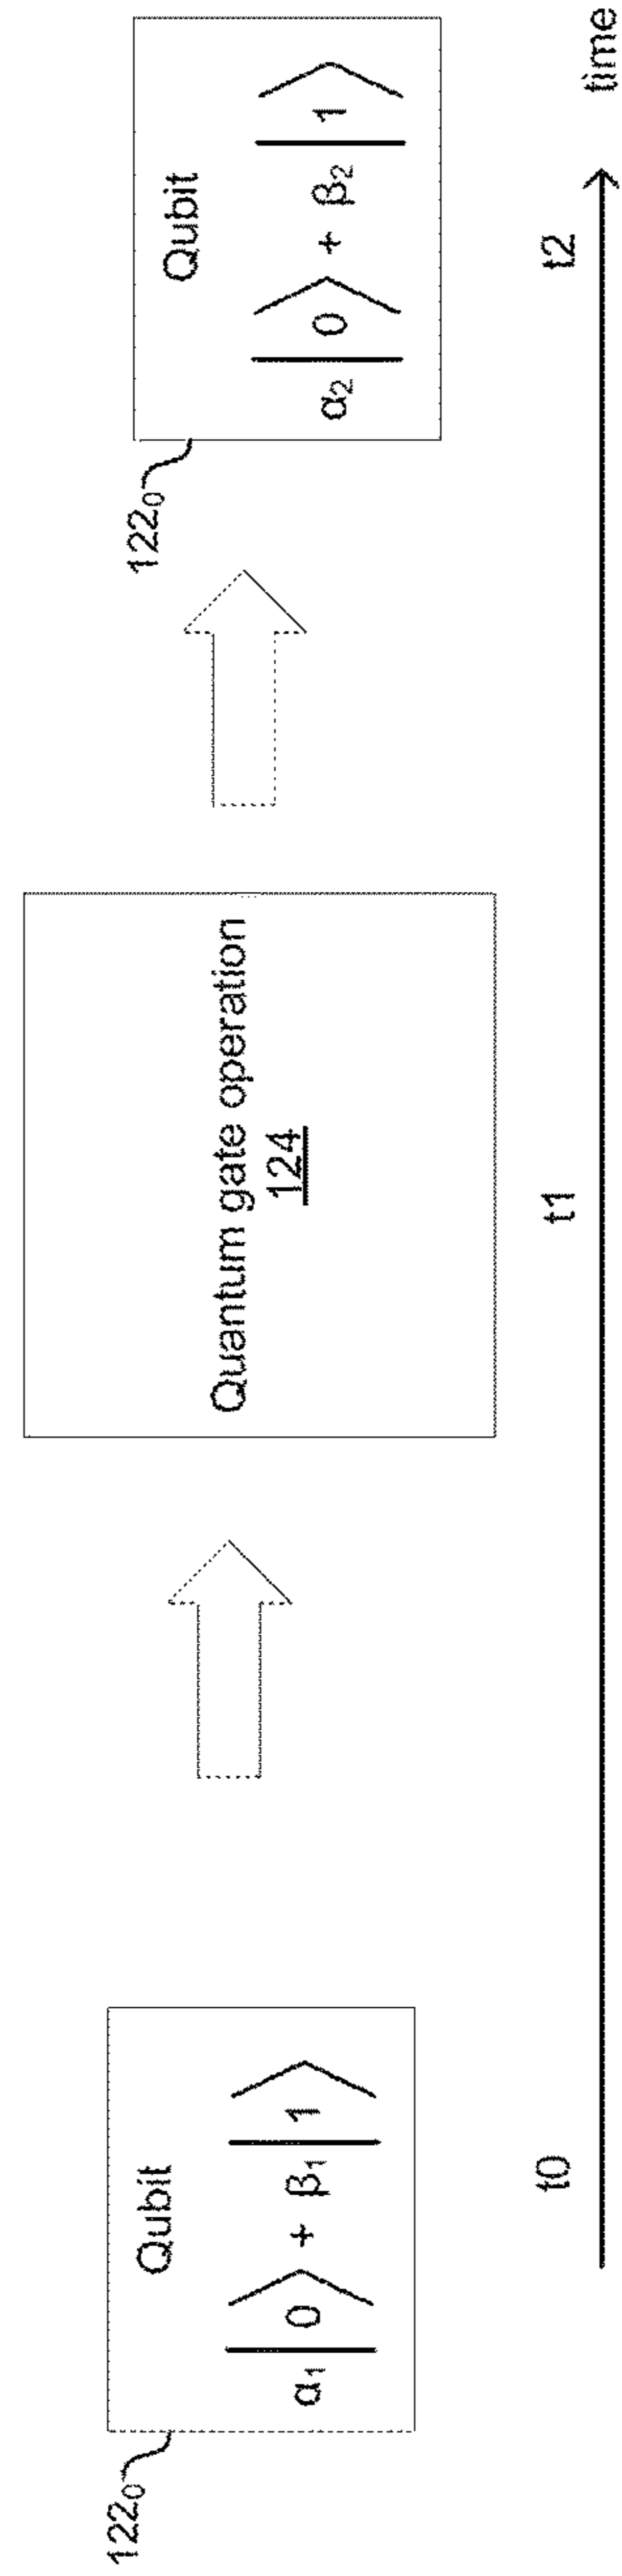 122₀
Qubit
α₁|0⟩ + β₁|1⟩
Quantum gate operation
124
122₀
Qubit
α₂|0⟩ + β₂|1⟩
t0
t1
t2
time